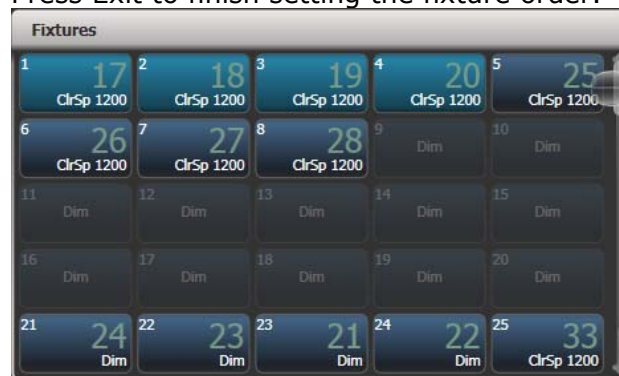 Press Exit to finish setting the fixture order.
Fixtures
1 17 2 18 3 19 4 20 5 25
ClrSp 1200 ClrSp 1200 ClrSp 1200 ClrSp 1200 ClrSp 1200
6 26 7 27 8 28 9 10
ClrSp 1200 ClrSp 1200 ClrSp 1200 Dim Dim
11 12 13 14 15
Dim Dim Dim Dim Dim
16 17 18 19 20
Dim Dim Dim Dim Dim
21 24 22 23 23 21 24 22 25 33
Dim Dim Dim Dim ClrSp 1200